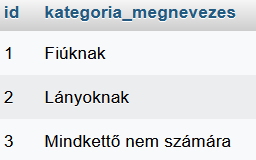 id kategoria_megnevezes
1 Fiúknak
2 Lányoknak
3 Mindkettő nem számára